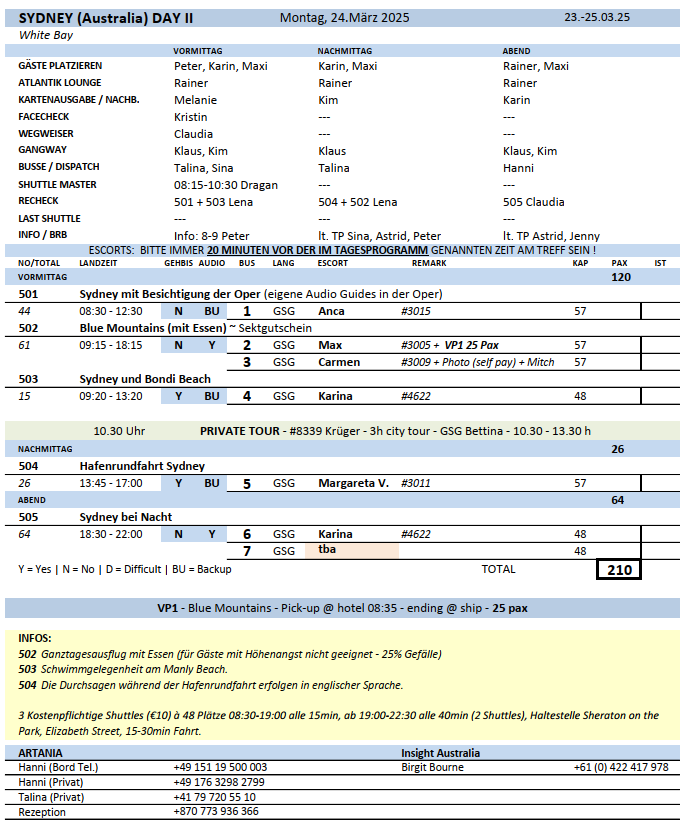 SYDNEY (Australia) DAY II Montag, 24.März 2025 23.-25.03.25
White Bay
VORMITTAG NACHMITTAG ABEND
GÄSTE PLATZIEREN Peter, Karin, Maxi Karin, Maxi Rainer, Maxi
ATLANTIK LOUNGE Rainer Rainer Rainer
KARTENAUSGABE / NACHB. Melanie Kim Karin
FACECHECK Kristin --- ---
WEGWEISER Claudia --- ---
GANGWAY Klaus, Kim Klaus Klaus, Kim
BUSSE / DISPATCH Talina, Sina Talina Hanni
SHUTTLE MASTER 08:15-10:30 Dragan --- ---
RECHECK 501 + 503 Lena 504 + 502 Lena 505 Claudia
LAST SHUTTLE --- --- ---
INFO / BRB Info: 8-9 Peter lt. TP Sina, Astrid, Peter lt. TP Astrid, Jenny
ESCORTS: BITTE IMMER 20 MINUTEN VOR DER IM TAGESPROGRAMM GENANNTEN ZEIT AM TREFF SEIN !
NO/TOTAL LANDZEIT GEHBIS AUDIO BUS LANG ESCORT REMARK KAP PAX IST
VORMITTAG 120
501 Sydney mit Besichtigung der Oper (eigene Audio Guides in der Oper)
44 08:30 - 12:30 N BU 1 GSG Anca #3015 57
502 Blue Mountains (mit Essen) ~ Sektgutschein
61 09:15 - 18:15 N Y 2 GSG Max #3005 + VP1 25 Pax 57
3 GSG Carmen #3009 + Photo (self pay) + Mitch 57
503 Sydney und Bondi Beach
15 09:20 - 13:20 Y BU 4 GSG Karina #4622 48
10.30 Uhr PRIVATE TOUR - #8339 Krüger - 3h city tour - GSG Bettina - 10.30 - 13.30 h
NACHMITTAG 26
504 Hafenrundfahrt Sydney
26 13:45 - 17:00 Y BU 5 GSG Margareta V. #3011 57
ABEND 64
505 Sydney bei Nacht
64 18:30 - 22:00 N Y 6 GSG Karina #4622 48
7 GSG tba 48
Y = Yes | N = No | D = Difficult | BU = Backup TOTAL 210
VP1 - Blue Mountains - Pick-up @ hotel 08:35 - ending @ ship - 25 pax
INFOS:
502 Ganztagesausflug mit Essen (für Gäste mit Höhenangst nicht geeignet - 25% Gefälle)
503 Schwimmgelegenheit am Manly Beach.
504 Die Durchsagen während der Hafenrundfahrt erfolgen in englischer Sprache.
3 Kostenpflichtige Shuttles (€10) à 48 Plätze 08:30-19:00 alle 15min, ab 19:00-22:30 alle 40min (2 Shuttles), Haltestelle Sheraton on the
Park, Elizabeth Street, 15-30min Fahrt.
ARTANIA Insight Australia
Hanni (Bord Tel.) +49 151 19 500 003 Birgit Bourne +61 (0) 422 417 978
Hanni (Privat) +49 176 3298 2799
Talina (Privat) +41 79 720 55 10
Rezeption +870 773 936 366